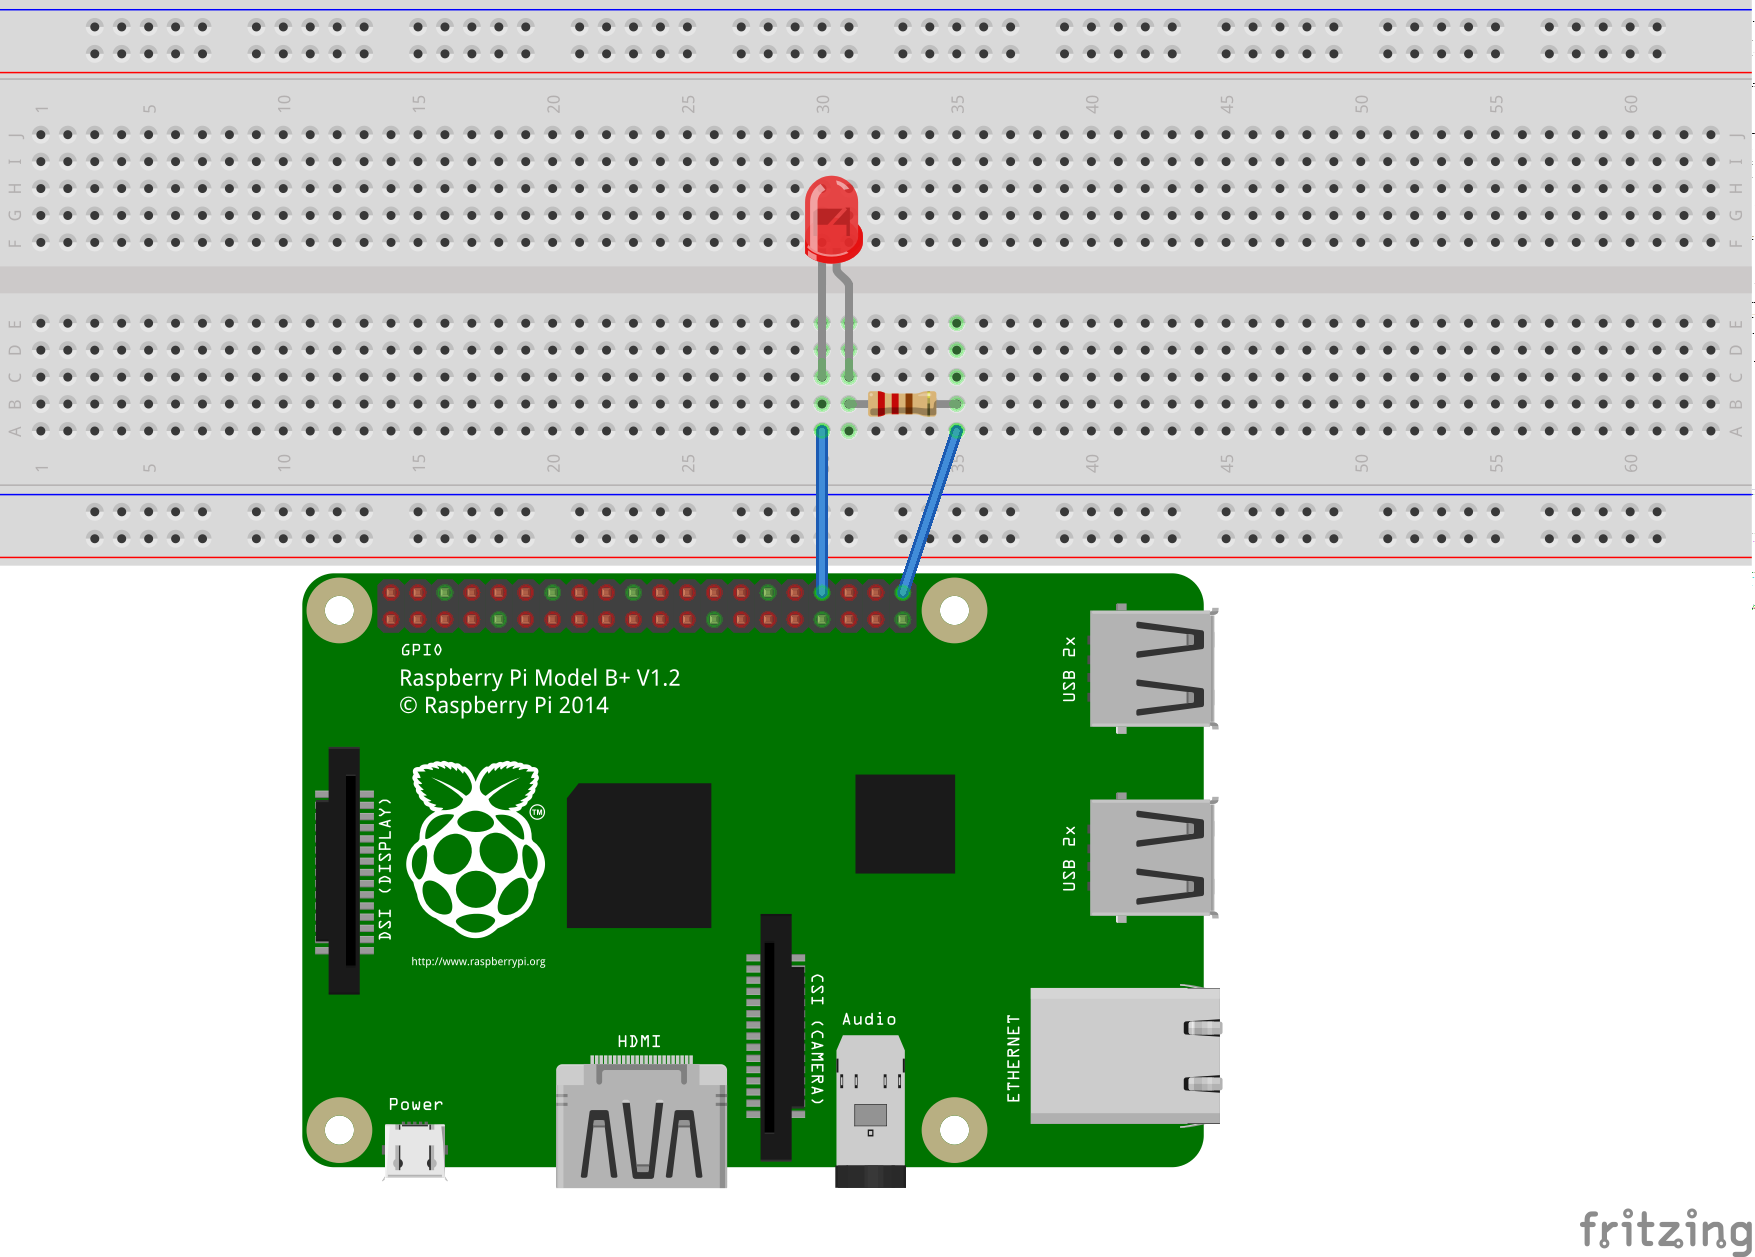 1 5 10 15 20 25 30 35 40 45 50 55 60
J J
I I
H H
G G
F F
E E
D D
C C
B B
A A
1 5 10 15 20 25 35 40 45 50 55 60
GPIO
Raspberry Pi Model B+ V1.2
© Raspberry Pi 2014
USB 2x
DSI (DISPLAY)
TM
USB 2x
http://www.raspberrypi.org
CSI (CAMERA)
Audio
ETHERNET
HDMI
Power
fritzing